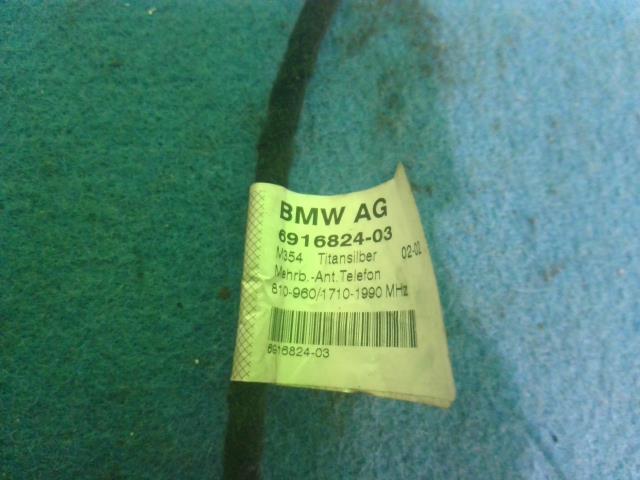 BMW AG
6916824-03
M354 Titansilber 02-02
Mehrb.-Ant.Telefon
810-960/1710-1990 MHz
6916824-03